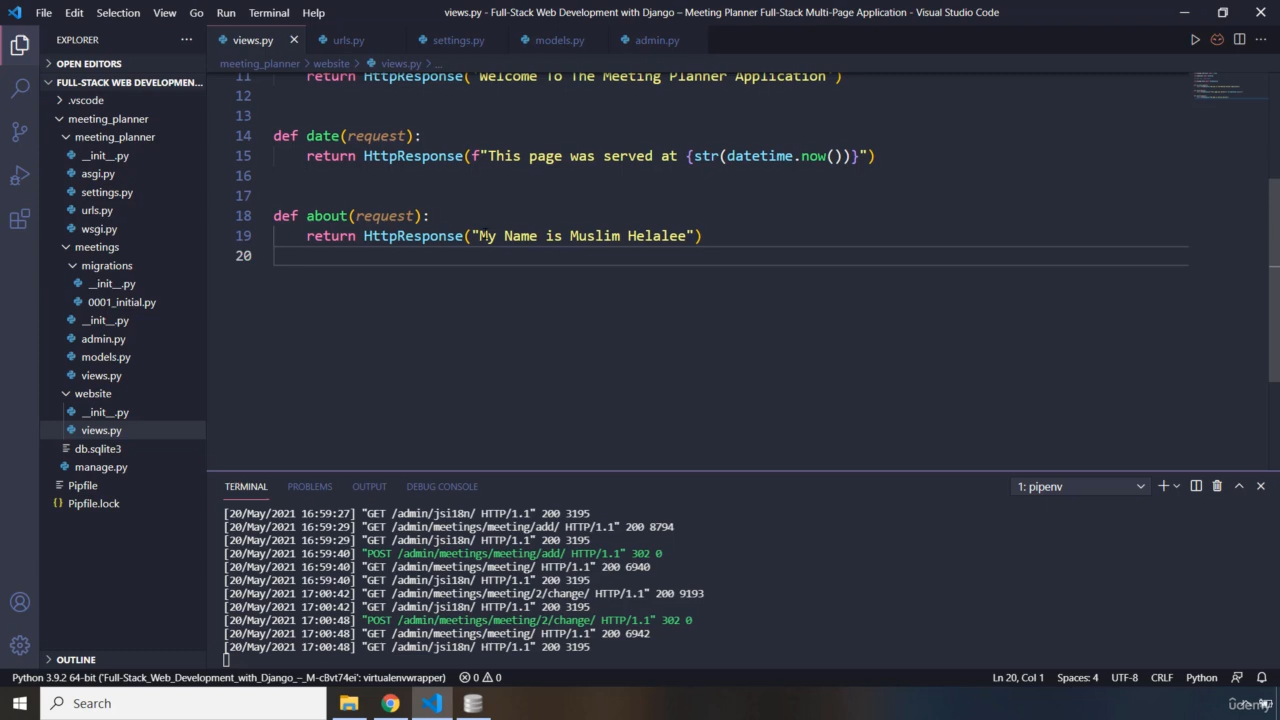 File Edit Selection View Go Run Terminal Help
views.py - Full-Stack Web Development with Django – Meeting Planner Full-Stack Multi-Page Application - Visual Studio Code
EXPLORER
OPEN EDITORS
FULL-STACK WEB DEVELOPMEN...
.vscode
meeting_planner
meeting_planner
__init__.py
asgi.py
settings.py
urls.py
wsgi.py
meetings
migrations
__init__.py
0001_initial.py
__init__.py
admin.py
models.py
views.py
website
__init__.py
views.py
db.sqlite3
manage.py
Pipfile
Pipfile.lock
OUTLINE
views.py urls.py settings.py models.py admin.py
meeting_planner > website > views.py > ...
11 return HttpResponse("Welcome To The Meeting Planner Application")
12
13
14 def date(request):
15 return HttpResponse(f"This page was served at {str(datetime.now())}")
16
17
18 def about(request):
19 return HttpResponse("My Name is Muslim Helalee")
20
TERMINAL PROBLEMS OUTPUT DEBUG CONSOLE
1: pipenv
[20/May/2021 16:59:27] "GET /admin/jsi18n/ HTTP/1.1" 200 3195
[20/May/2021 16:59:29] "GET /admin/meetings/meeting/add/ HTTP/1.1" 200 8794
[20/May/2021 16:59:29] "GET /admin/jsi18n/ HTTP/1.1" 200 3195
[20/May/2021 16:59:40] "POST /admin/meetings/meeting/add/ HTTP/1.1" 302 0
[20/May/2021 16:59:40] "GET /admin/meetings/meeting/ HTTP/1.1" 200 6940
[20/May/2021 16:59:40] "GET /admin/jsi18n/ HTTP/1.1" 200 3195
[20/May/2021 17:00:42] "GET /admin/meetings/meeting/2/change/ HTTP/1.1" 200 9193
[20/May/2021 17:00:42] "GET /admin/jsi18n/ HTTP/1.1" 200 3195
[20/May/2021 17:00:48] "POST /admin/meetings/meeting/2/change/ HTTP/1.1" 302 0
[20/May/2021 17:00:48] "GET /admin/meetings/meeting/ HTTP/1.1" 200 6942
[20/May/2021 17:00:48] "GET /admin/jsi18n/ HTTP/1.1" 200 3195
Python 3.9.2 64-bit ('Full-Stack_Web_Development_with_Django_-_M-cBvt74ei': virtualenvwrapper) 0 0
Ln 20, Col 1 Spaces: 4 UTF-8 CRLF Python
Search
Udemy